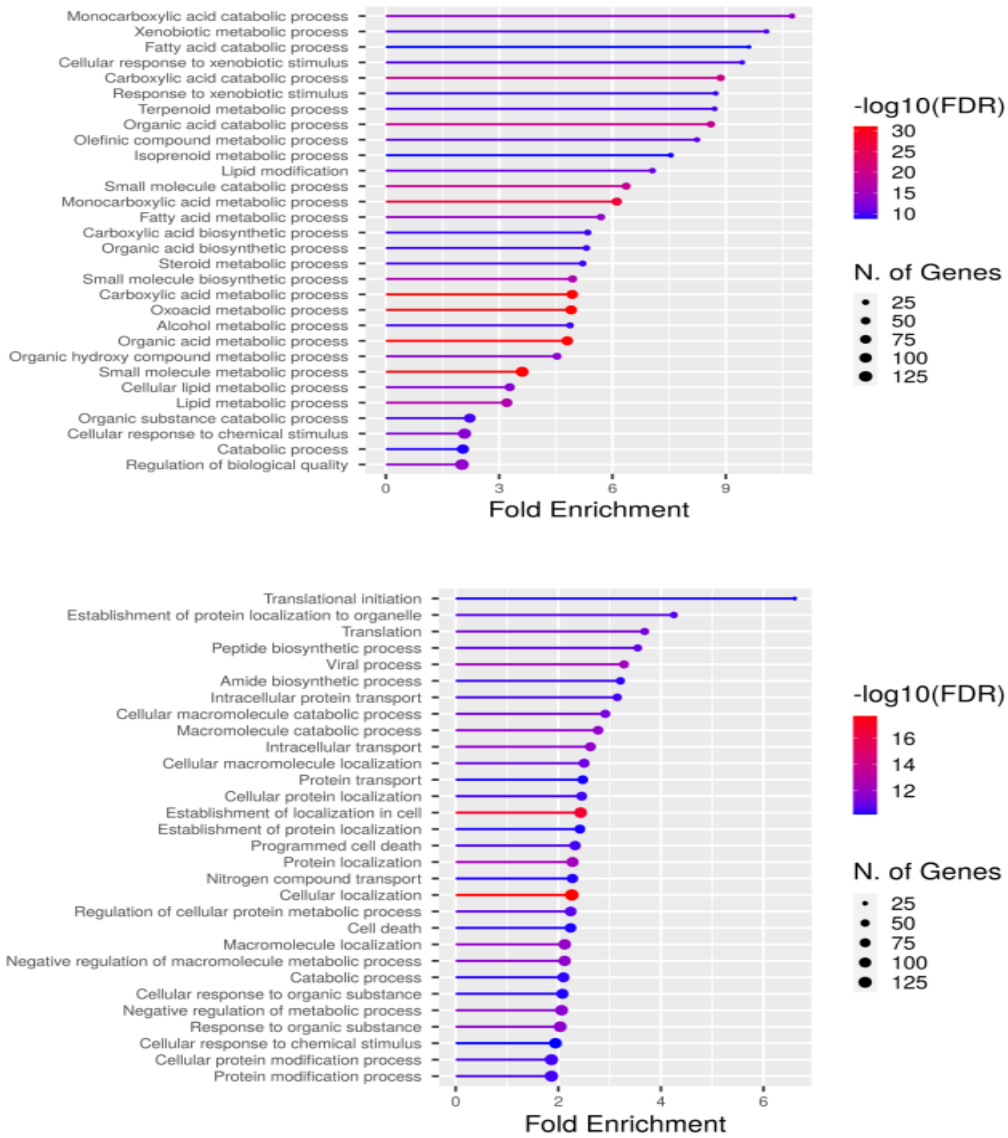 Monocarboxylic acid catabolic process
Xenobiotic metabolic process
Fatty acid catabolic process
Cellular response to xenobiotic stimulus
Carboxylic acid catabolic process
Response to xenobiotic stimulus
Terpenoid metabolic process
Organic acid catabolic process
Olefinic compound metabolic process
Isoprenoid metabolic process
Lipid modification
Small molecule catabolic process
Monocarboxylic acid metabolic process
Fatty acid metabolic process
Carboxylic acid biosynthetic process
Organic acid biosynthetic process
Steroid metabolic process
Small molecule biosynthetic process
Carboxylic acid metabolic process
Oxoacid metabolic process
Alcohol metabolic process
Organic acid metabolic process
Organic hydroxy compound metabolic process
Small molecule metabolic process
Cellular lipid metabolic process
Lipid metabolic process
Organic substance catabolic process
Cellular response to chemical stimulus
Catabolic process
Regulation of biological quality
0 3 6 9
Fold Enrichment
-log10(FDR)
30
25
20
15
10
N. of Genes
25
50
75
100
125
Translational initiation
Establishment of protein localization to organelle
Translation
Peptide biosynthetic process
Viral process
Amide biosynthetic process
Intracellular protein transport
Cellular macromolecule catabolic process
Macromolecule catabolic process
Intracellular transport
Cellular macromolecule localization
Protein transport
Cellular protein localization
Establishment of localization in cell
Establishment of protein localization
Programmed cell death
Protein localization
Nitrogen compound transport
Cellular localization
Regulation of cellular protein metabolic process
Cell death
Macromolecule localization
Negative regulation of macromolecule metabolic process
Catabolic process
Cellular response to organic substance
Negative regulation of metabolic process
Response to organic substance
Cellular response to chemical stimulus
Cellular protein modification process
Protein modification process
0 2 4 6
Fold Enrichment
-log10(FDR)
16
14
12
N. of Genes
25
50
75
100
125